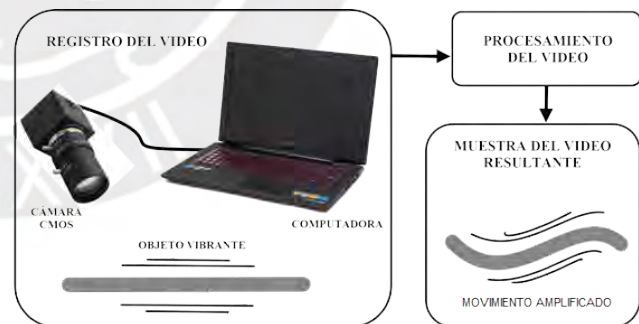 REGISTRO DEL VIDEO
CÁMARA
CMOS
COMPUTADORA
OBJETO VIBRANTE
PROCESAMIENTO
DEL VIDEO
MUESTRA DEL VIDEO
RESULTANTE
MOVIMIENTO AMPLIFICADO